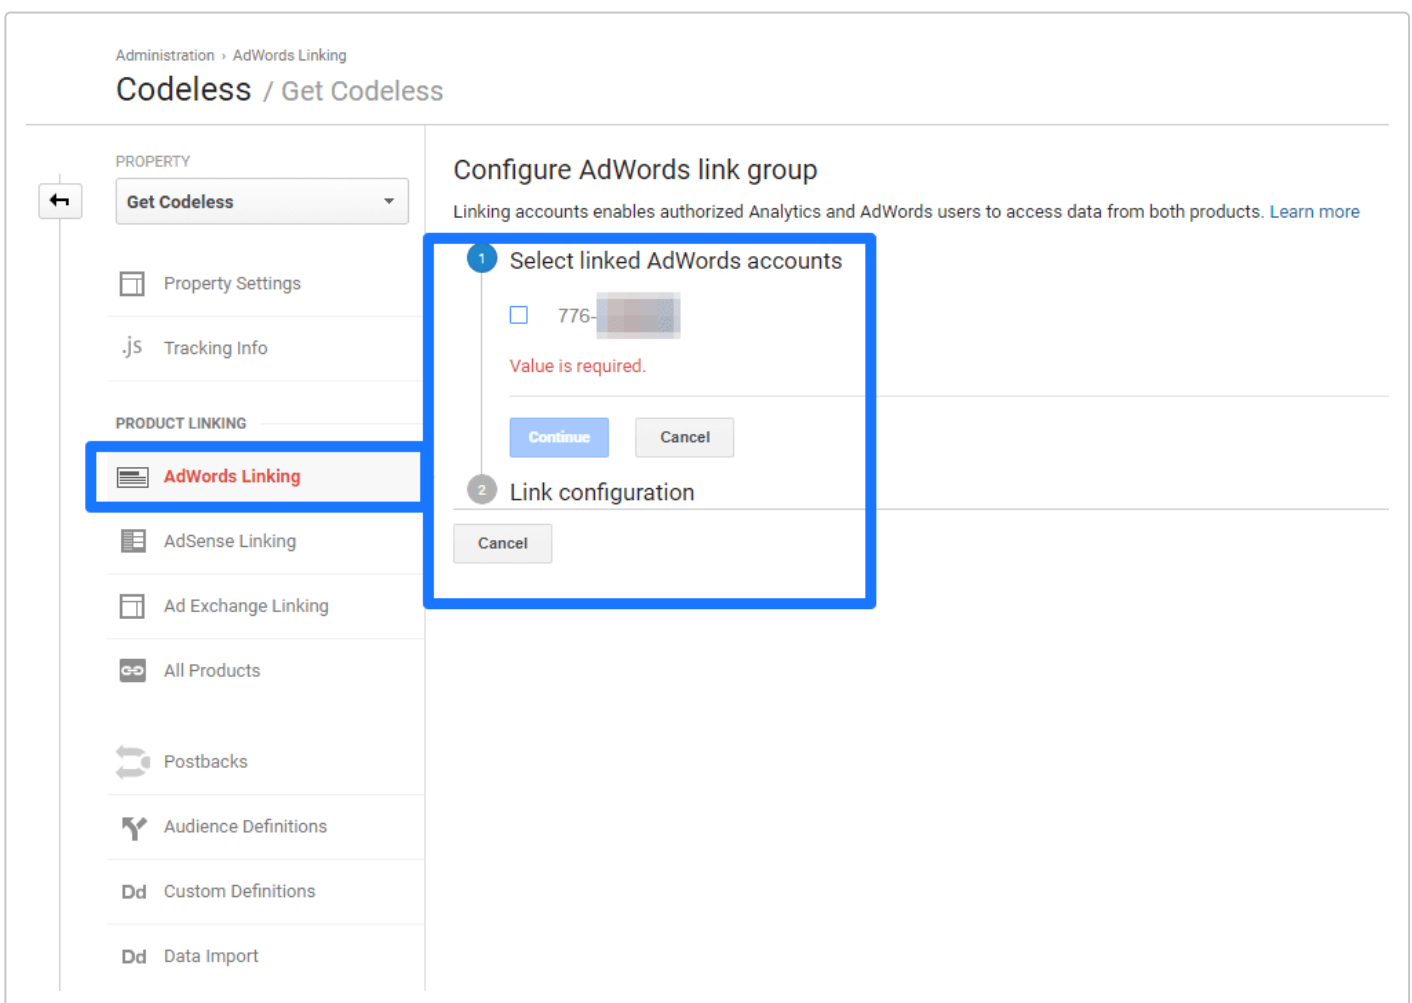 Administration › AdWords Linking
Codeless / Get Codeless
PROPERTY
Get Codeless
Property Settings
.js Tracking Info
PRODUCT LINKING
AdWords Linking
AdSense Linking
Ad Exchange Linking
All Products
Postbacks
Audience Definitions
Dd Custom Definitions
Dd Data Import
Configure AdWords link group
Linking accounts enables authorized Analytics and AdWords users to access data from both products. Learn more
1 Select linked AdWords accounts
776-
Value is required.
Continue Cancel
2 Link configuration
Cancel